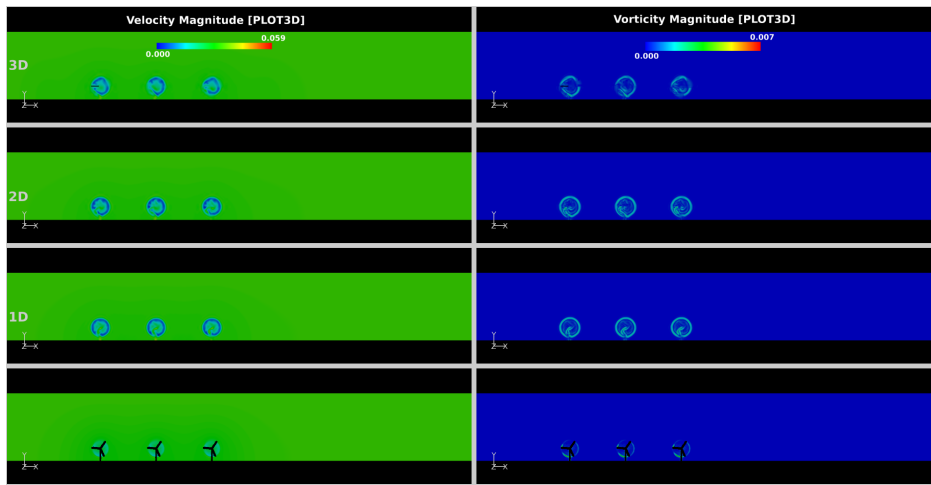 Velocity Magnitude [PLOT3D]
0.059
0.000
3D
Y
Z X
Vorticity Magnitude [PLOT3D]
0.007
0.000
Y
Z X
2D
Y
Z X
Y
Z X
1D
Y
Z X
Y
Z X
Y
Z X
Y
Z X